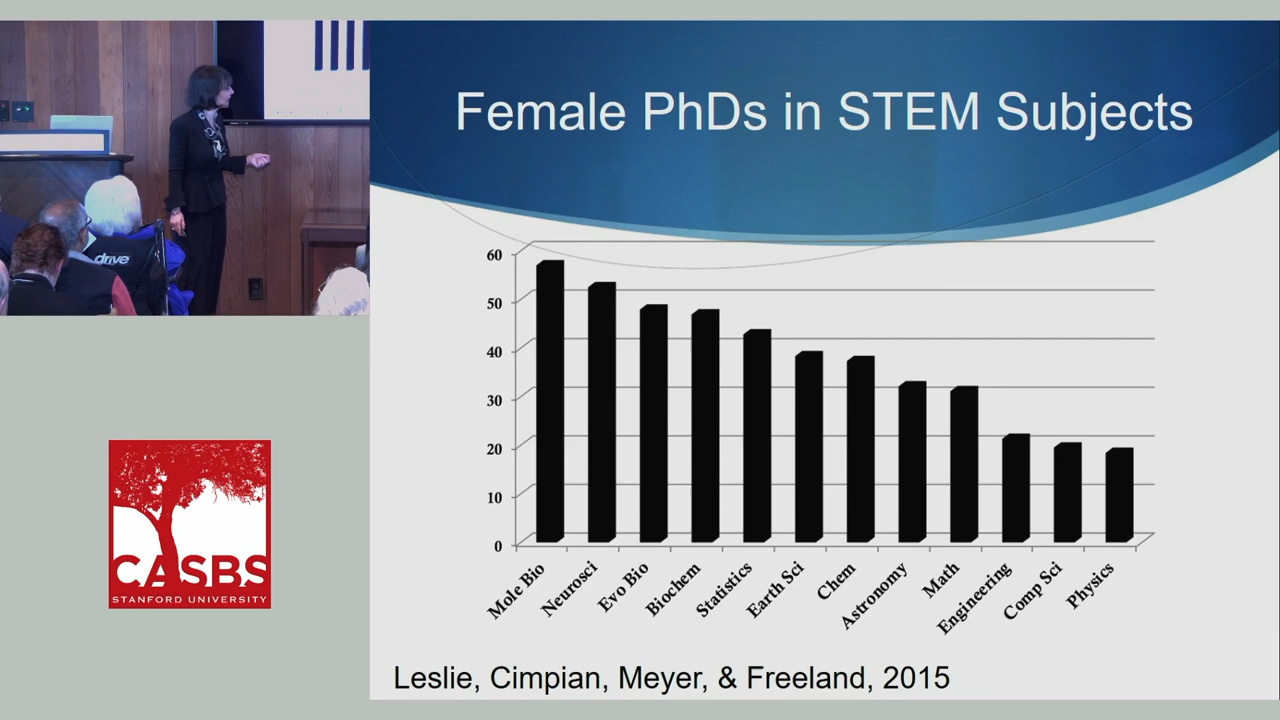 Female PhDs in STEM Subjects
60
50
40
30
20
10
0
Mole Bio
Neurosci
Evo Bio
Biochem
Statistics
Earth Sci
Chem
Astronomy
Math
Engineering
Comp Sci
Physics
Leslie, Cimpian, Meyer, & Freeland, 2015
drive
CASBS
STANFORD UNIVERSITY